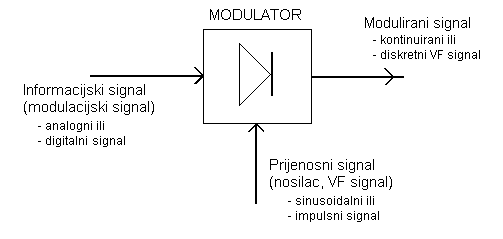 MODULATOR
Modulirani signal
- kontinuirani ili
- diskretni VF signal
Informacijski signal
(modulacijski signal)
- analogni ili
- digitalni signal
Prijenosni signal
(nosilac, VF signal)
- sinusoidalni ili
- impulsni signal